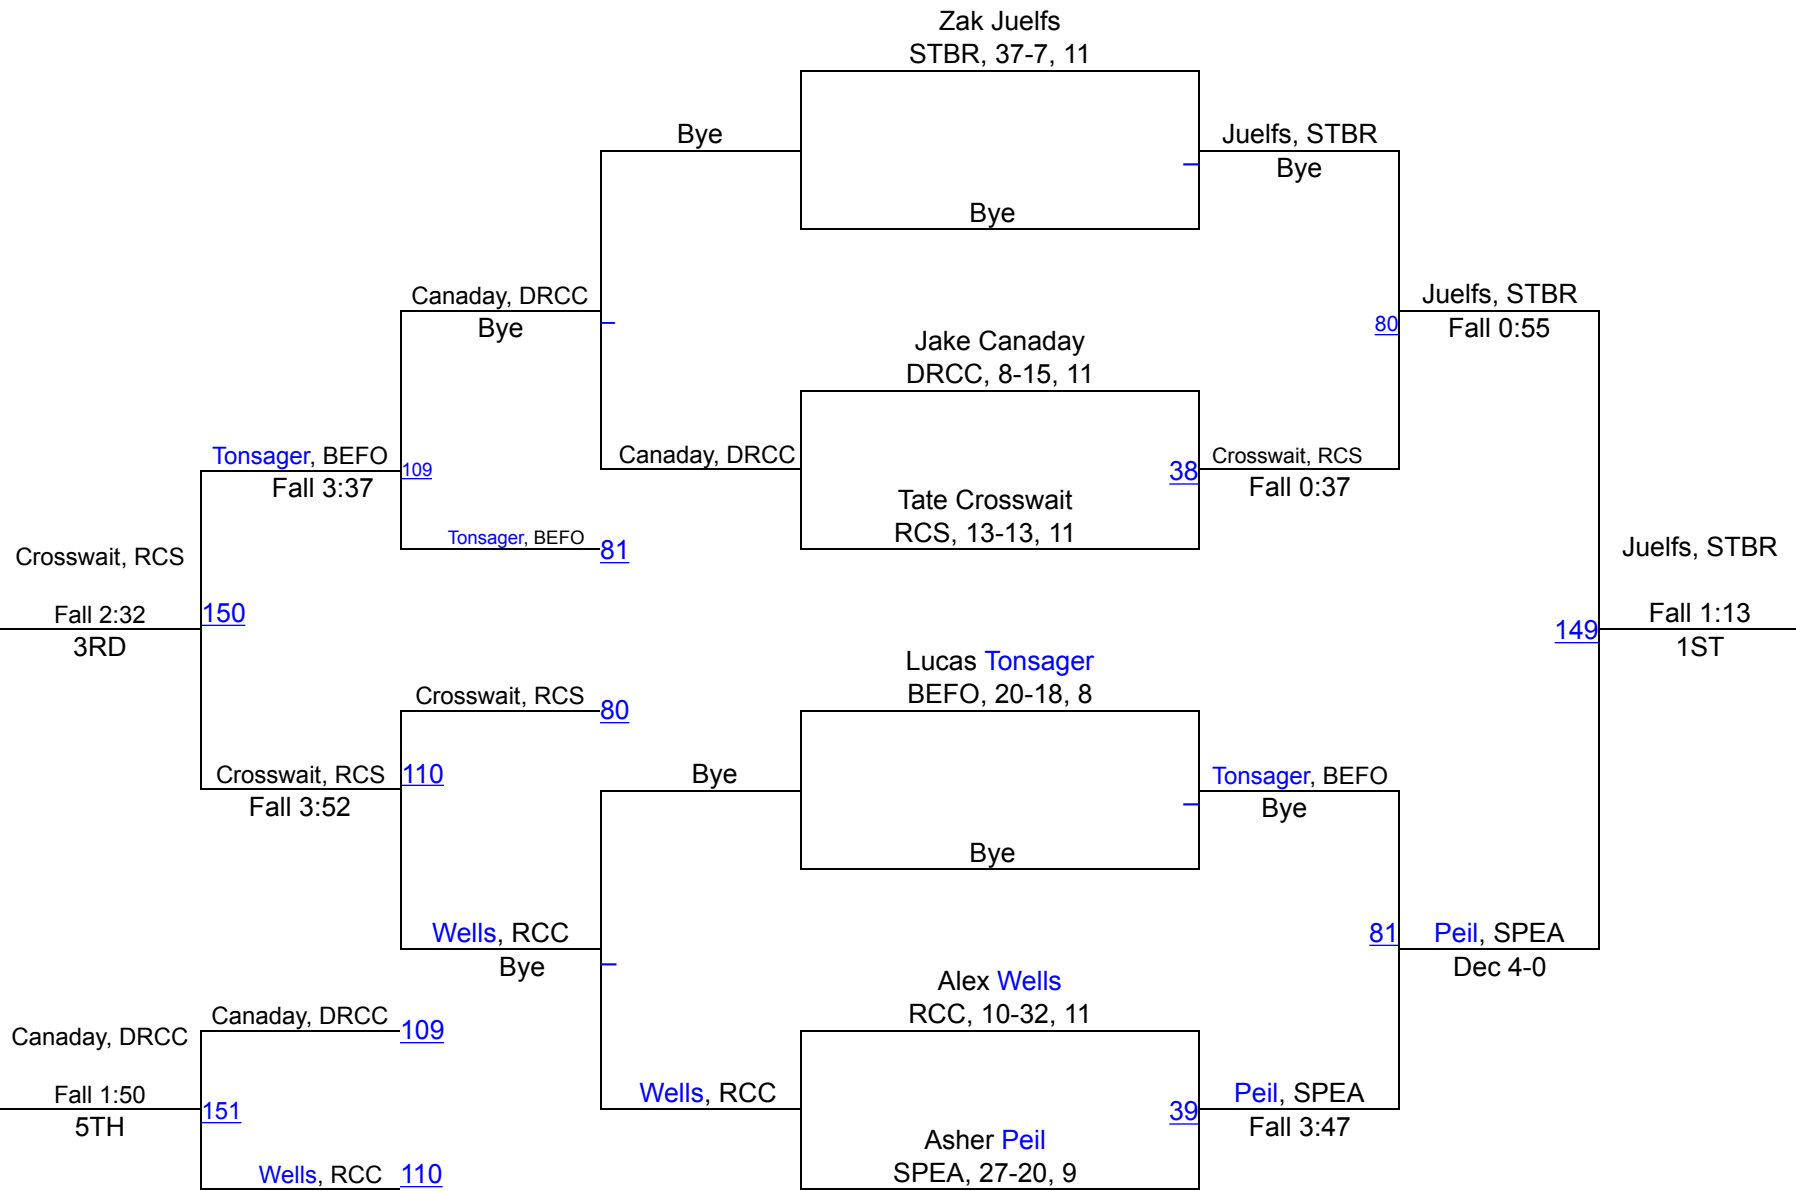 Zak Juelfs
STBR, 37-7, 11
Bye
Juelfs, STBR
Bye
Bye
Canaday, DRCC
Bye
Juelfs, STBR
80
Fall 0:55
Jake Canaday
DRCC, 8-15, 11
Tonsager, BEFO
109
Fall 3:37
Canaday, DRCC
38
Crosswait, RCS
Fall 0:37
Tate Crosswait
RCS, 13-13, 11
Tonsager, BEFO
81
Crosswait, RCS
Fall 2:32
150
3RD
Juelfs, STBR
Fall 1:13
149
1ST
Lucas Tonsager
BEFO, 20-18, 8
Crosswait, RCS
80
Crosswait, RCS
110
Fall 3:52
Bye
Tonsager, BEFO
Bye
Bye
Wells, RCC
Bye
81
Peil, SPEA
Dec 4-0
Alex Wells
RCC, 10-32, 11
Canaday, DRCC
Canaday, DRCC
109
Fall 1:50
151
5TH
Wells, RCC
39
Peil, SPEA
Fall 3:47
Asher Peil
SPEA, 27-20, 9
Wells, RCC
110